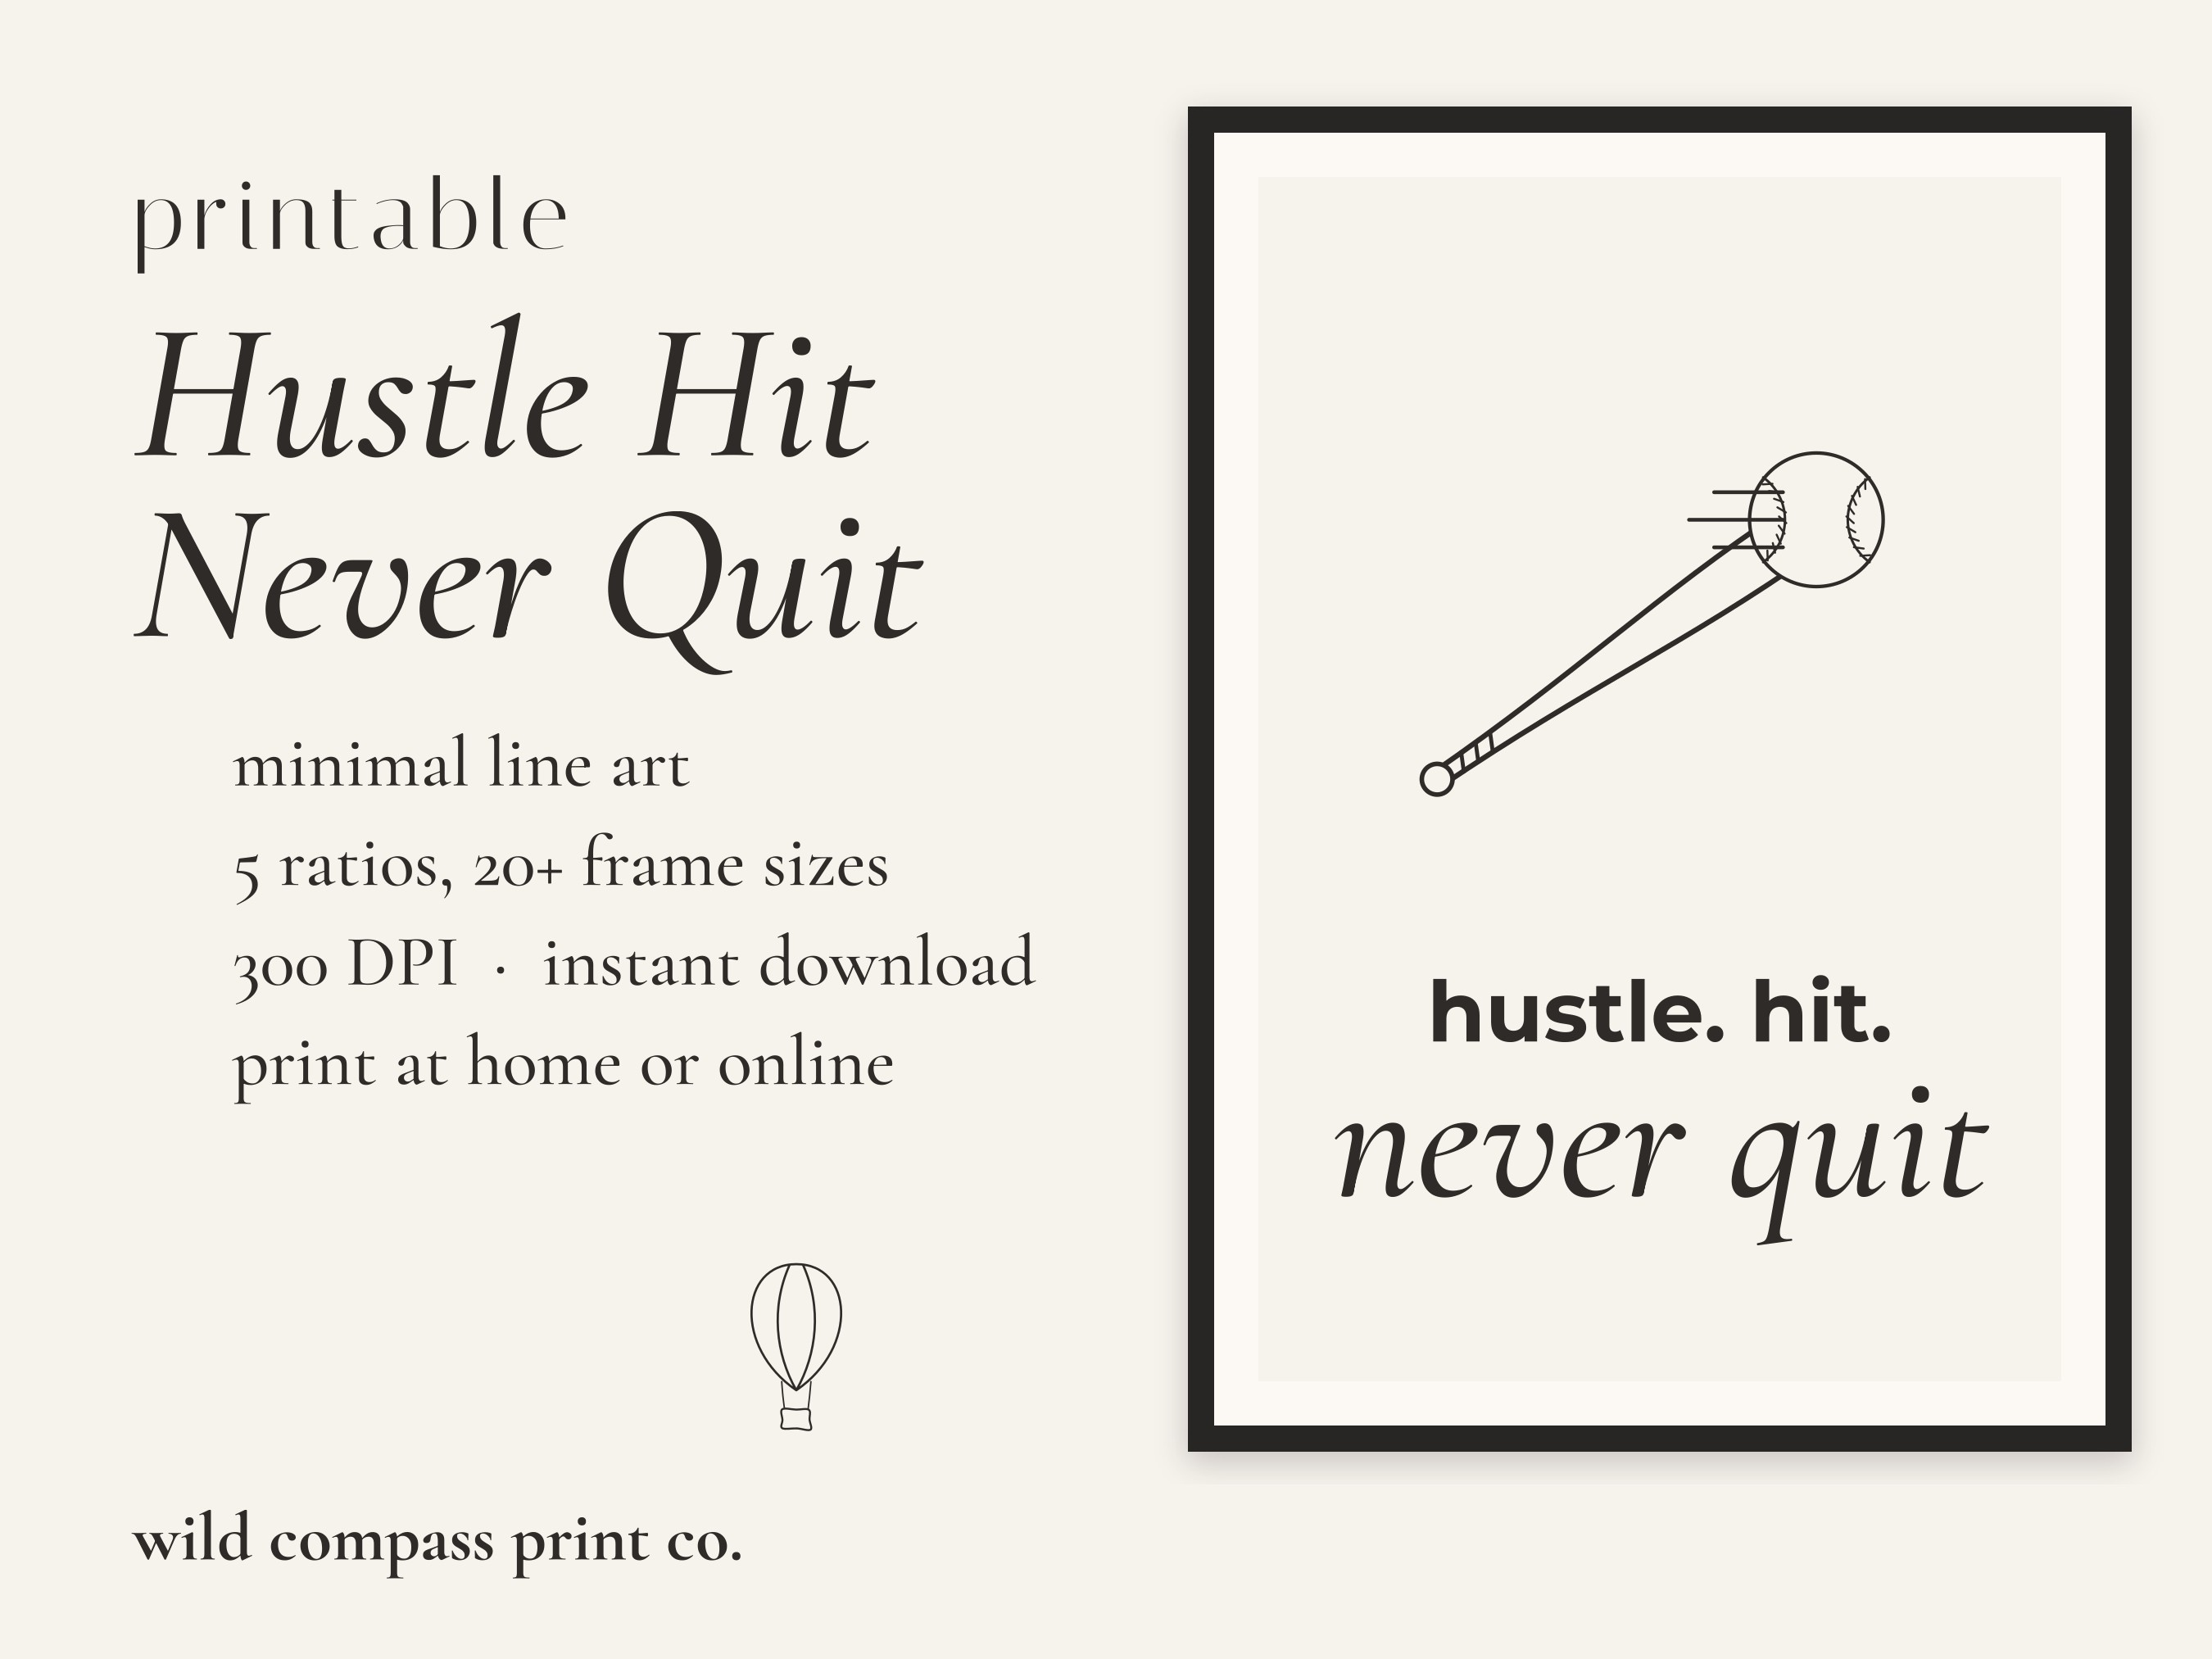 printable
Hustle Hit
Never Quit
minimal line art
5 ratios, 20+ frame sizes
300 DPI · instant download
print at home or online
wild compass print co.
hustle. hit.
never quit